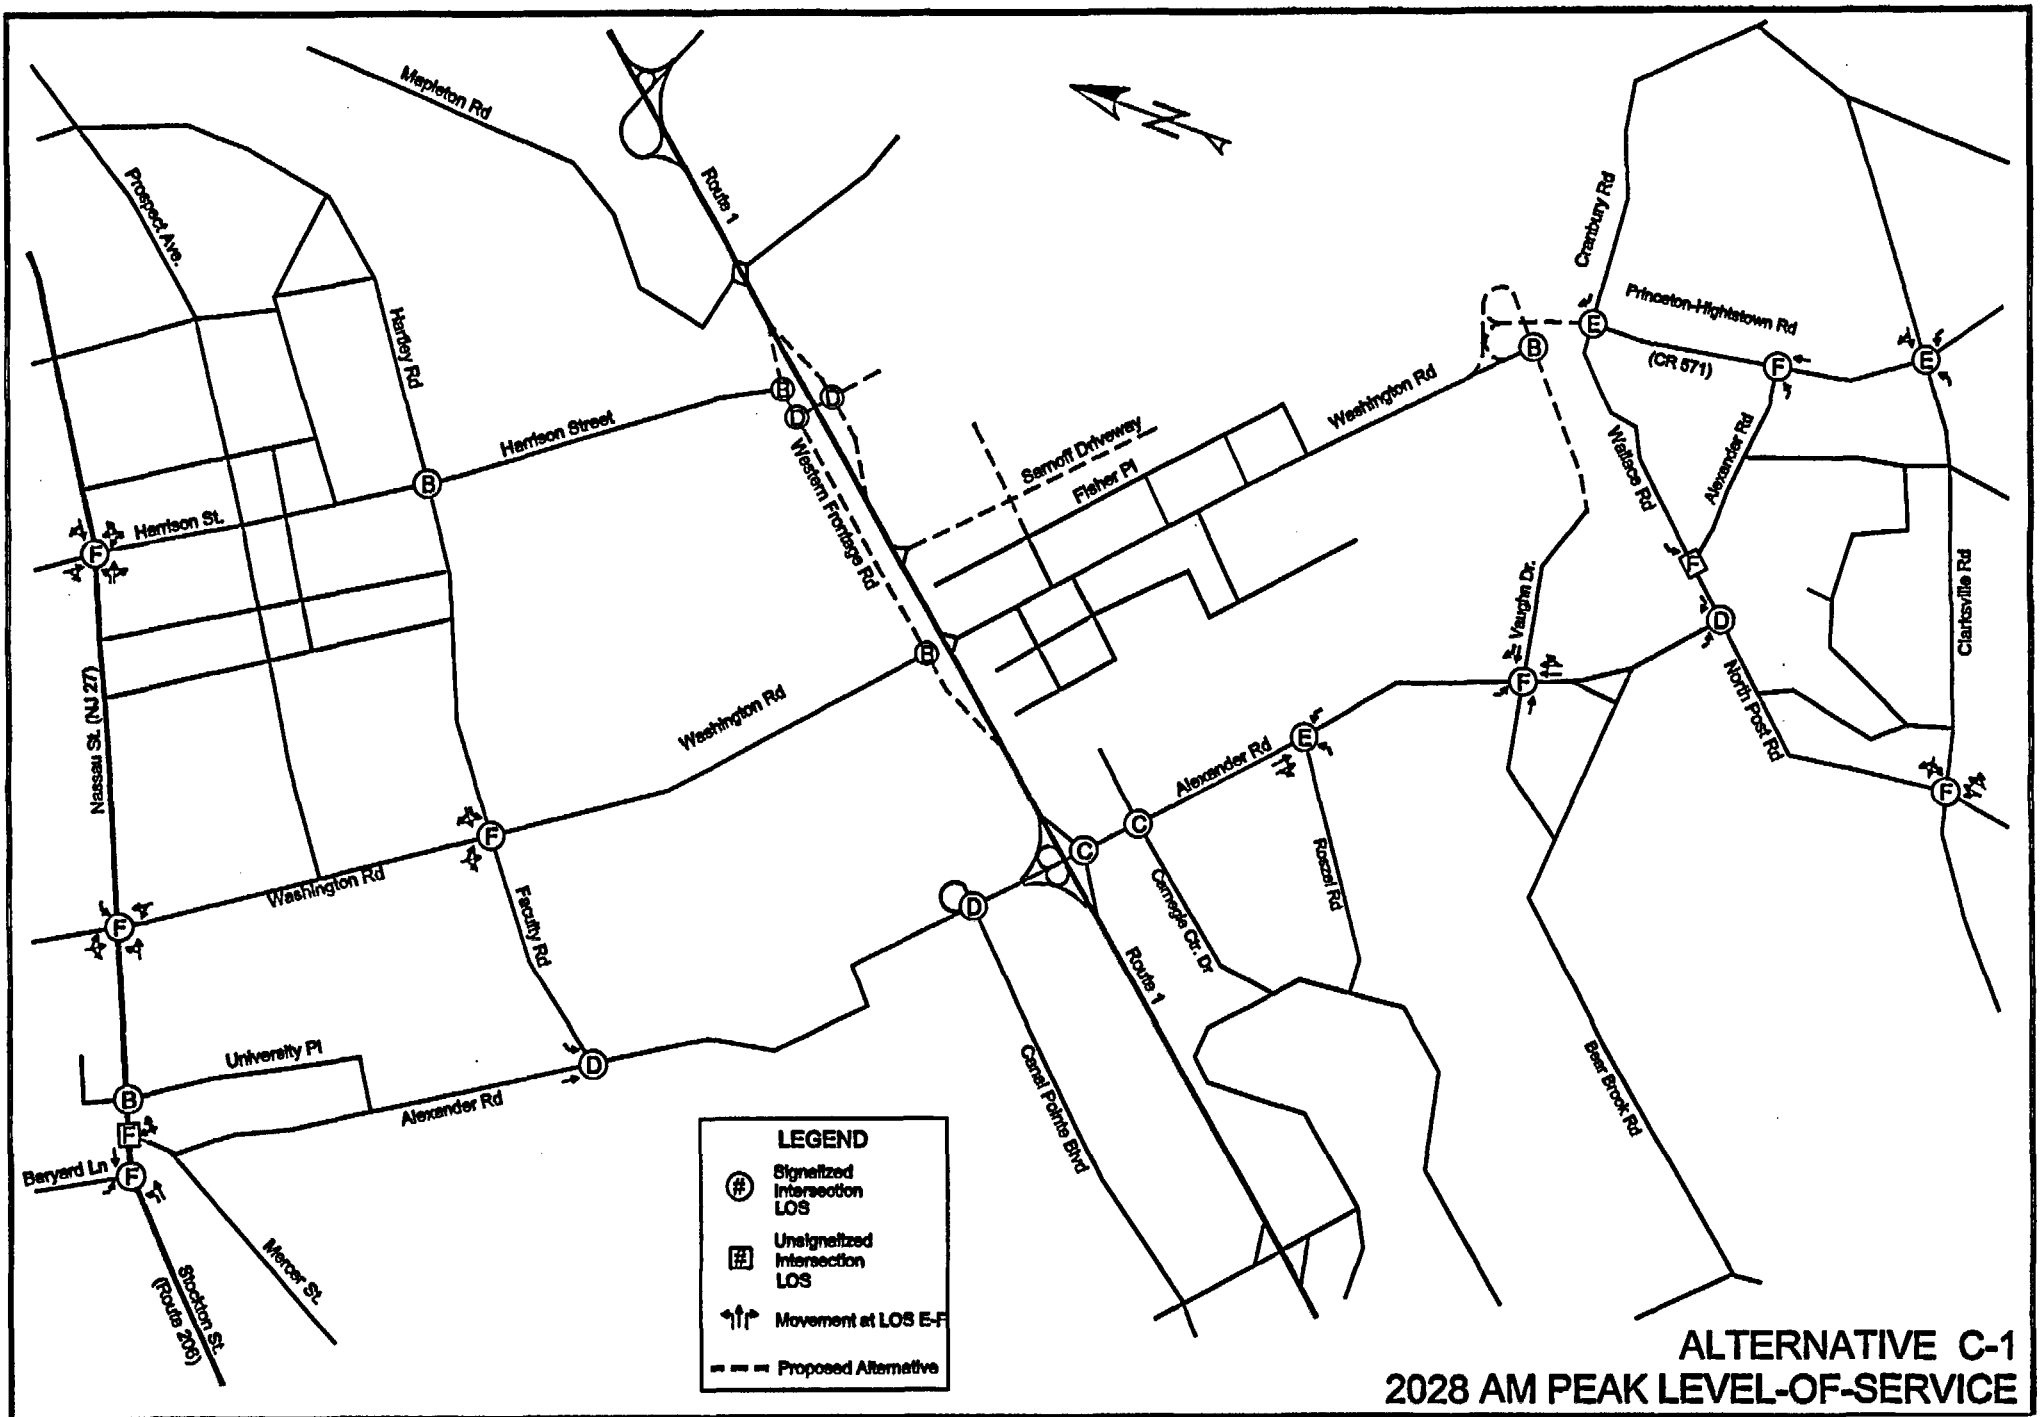 Mapleton Rd
Route 1
N
Prospect Ave.
Cranbury Rd
Princeton-Hightstown Rd
E
(CR 571)
F
E
B
Hartley Rd
Harrison Street
B
D
D
Washington Rd
Sarnoff Driveway
Fisher Pl
Western Frontage Rd
Wallace Rd
Alexander Rd
B
Harrison St.
F
F
Clarksville Rd
Vaughn Dr.
D
B
F
North Post Rd
Nassau St. (NJ 27)
Washington Rd
E
Alexander Rd
F
F
C
C
Washington Rd
Faculty Rd
D
Carnegie Ctr. Dr
Roszel Rd
F
Route 1
University Pl
D
B
Alexander Rd
Canal Pointe Blvd
Bear Brook Rd
F
Baryard Ln
F
Mercer St.
Stockton St.
(Route 206)
LEGEND
# Signalized
Intersection
LOS
# Unsignalized
Intersection
LOS
Movement at LOS E-F
Proposed Alternative
ALTERNATIVE C-1
2028 AM PEAK LEVEL-OF-SERVICE